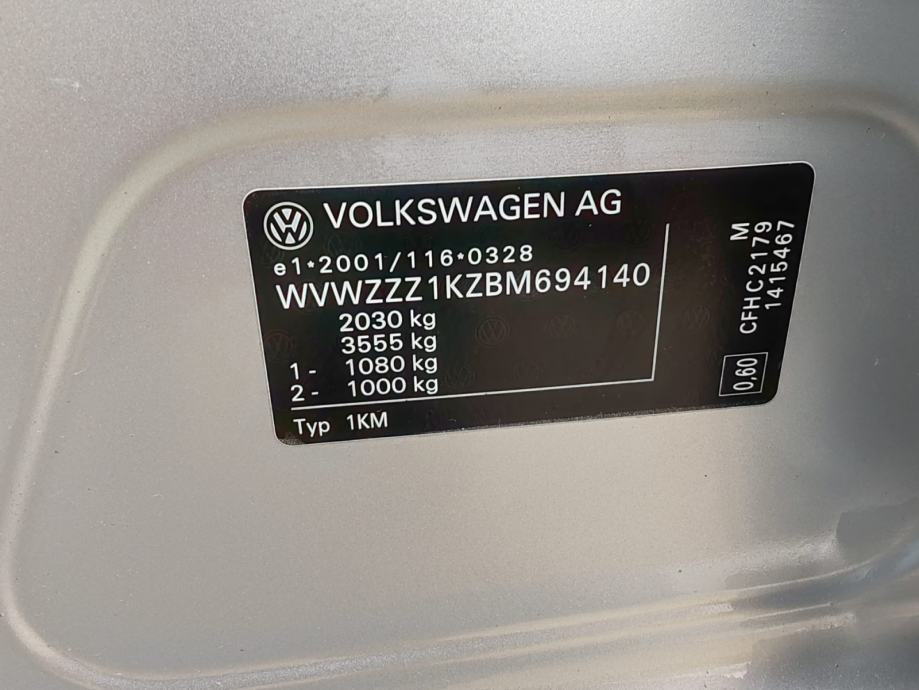 VOLKSWAGEN AG
e1*2001/116*0328
WVWZZZ1KZBM694140
2030 kg
3555 kg
1 - 1080 kg
2 - 1000 kg
Typ 1KM
M
CFHC2179
1415467
0,60